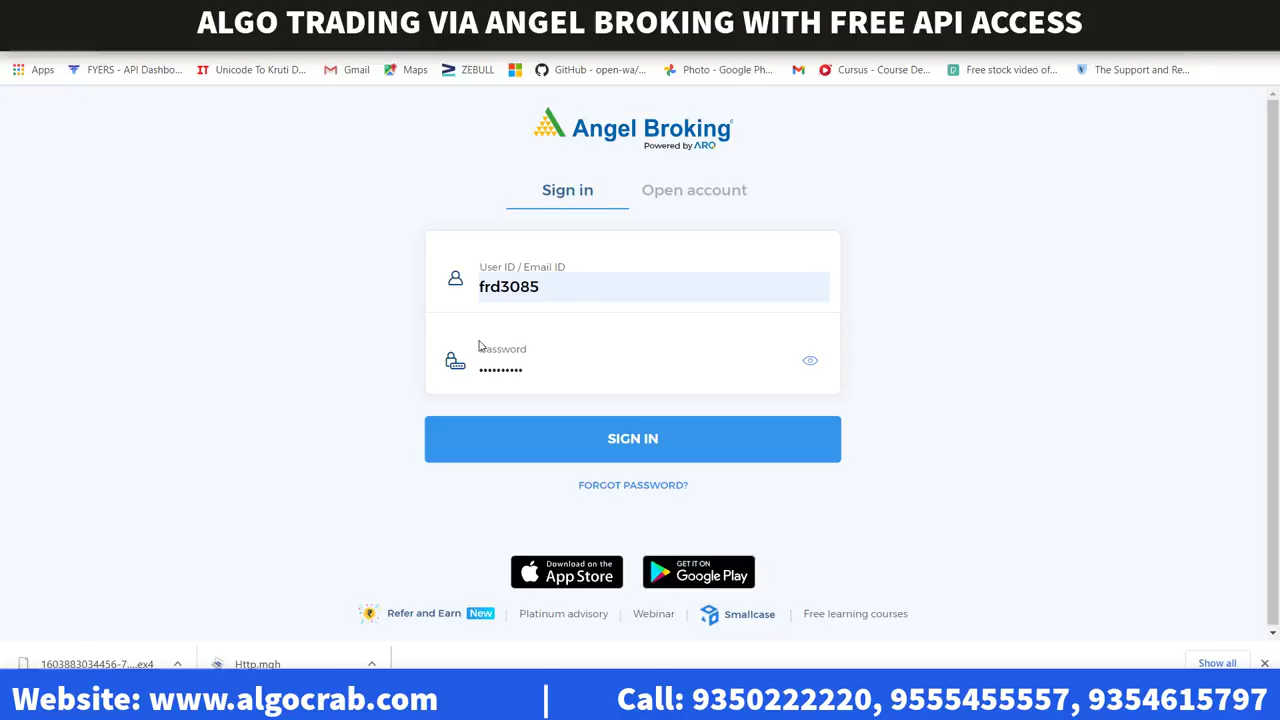 ALGO TRADING VIA ANGEL BROKING WITH FREE API ACCESS
Apps FYERS - API Dashbo... Unicode To Kruti D... Gmail Maps ZEBULL GitHub - open-wa/... Photo - Google Ph... Cursus - Course De... Free stock video of... The Support and Re...
Angel Broking
Powered by ARQ
Sign in Open account
User ID / Email ID
frd3085
Password
••••••••••
SIGN IN
FORGOT PASSWORD?
Download on the App Store
GET IT ON Google Play
Refer and Earn New | Platinum advisory | Webinar | Smallcase | Free learning courses
1603883034456-7....ex4 Http.mqh Show all
Website: www.algocrab.com | Call: 9350222220, 9555455557, 9354615797